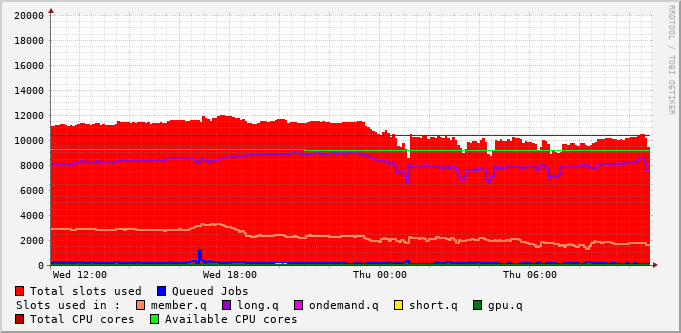 20000
18000
16000
14000
12000
10000
8000
6000
4000
2000
0
Wed 12:00 Wed 18:00 Thu 00:00 Thu 06:00
RRDTOOL / TOBI OETIKER
Total slots used Queued Jobs
Slots used in : member.q long.q ondemand.q short.q gpu.q
Total CPU cores Available CPU cores